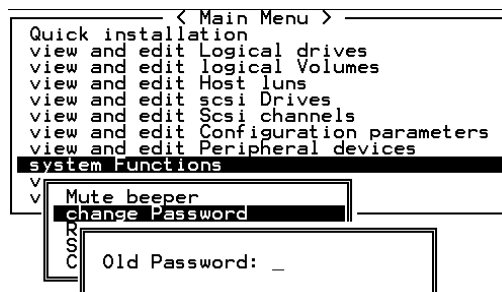 < Main Menu >
Quick installation
view and edit Logical drives
view and edit logical Volumes
view and edit Host luns
view and edit scsi Drives
view and edit Scsi channels
view and edit Configuration parameters
view and edit Peripheral devices
system Functions
v
v
Mute beeper
change Password
R
S
C
Old Password: _